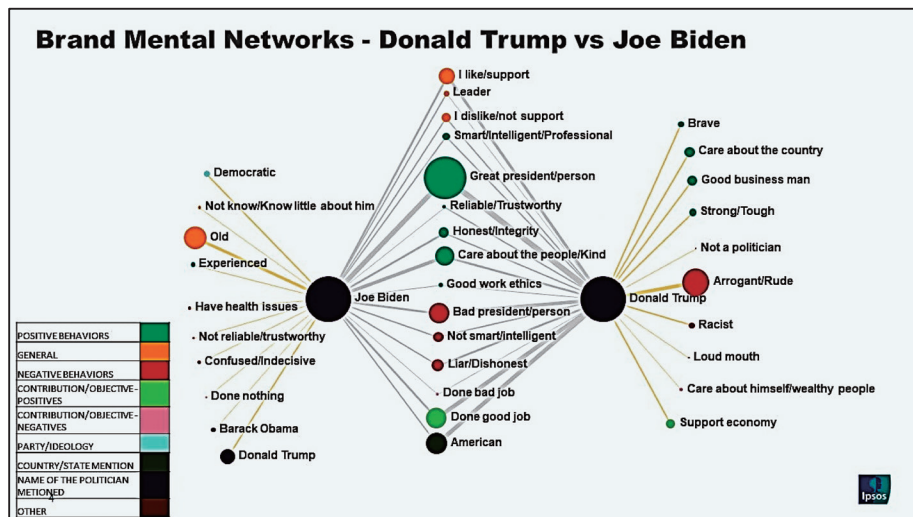 Brand Mental Networks - Donald Trump vs Joe Biden
I like/support
Leader
I dislike/not support
Smart/Intelligent/Professional
Great president/person
Reliable/Trustworthy
Honest/Integrity
Care about the people/Kind
Good work ethics
Bad president/person
Not smart/intelligent
Liar/Dishonest
Done bad job
Done good job
American
Democratic
Not know/Know little about him
Old
Experienced
Joe Biden
Have health issues
Not reliable/trustworthy
Confused/Indecisive
Done nothing
Barack Obama
Donald Trump
Brave
Care about the country
Good business man
Strong/Tough
Not a politician
Arrogant/Rude
Donald Trump
Racist
Loud mouth
Care about himself/wealthy people
Support economy
POSITIVE BEHAVIORS
GENERAL
NEGATIVE BEHAVIORS
CONTRIBUTION/OBJECTIVE-
POSITIVES
CONTRIBUTION/OBJECTIVE-
NEGATIVES
PARTY/IDEOLOGY
COUNTRY/STATE MENTION
NAME OF THE POLITICIAN
METIONED
4
OTHER
Ipsos